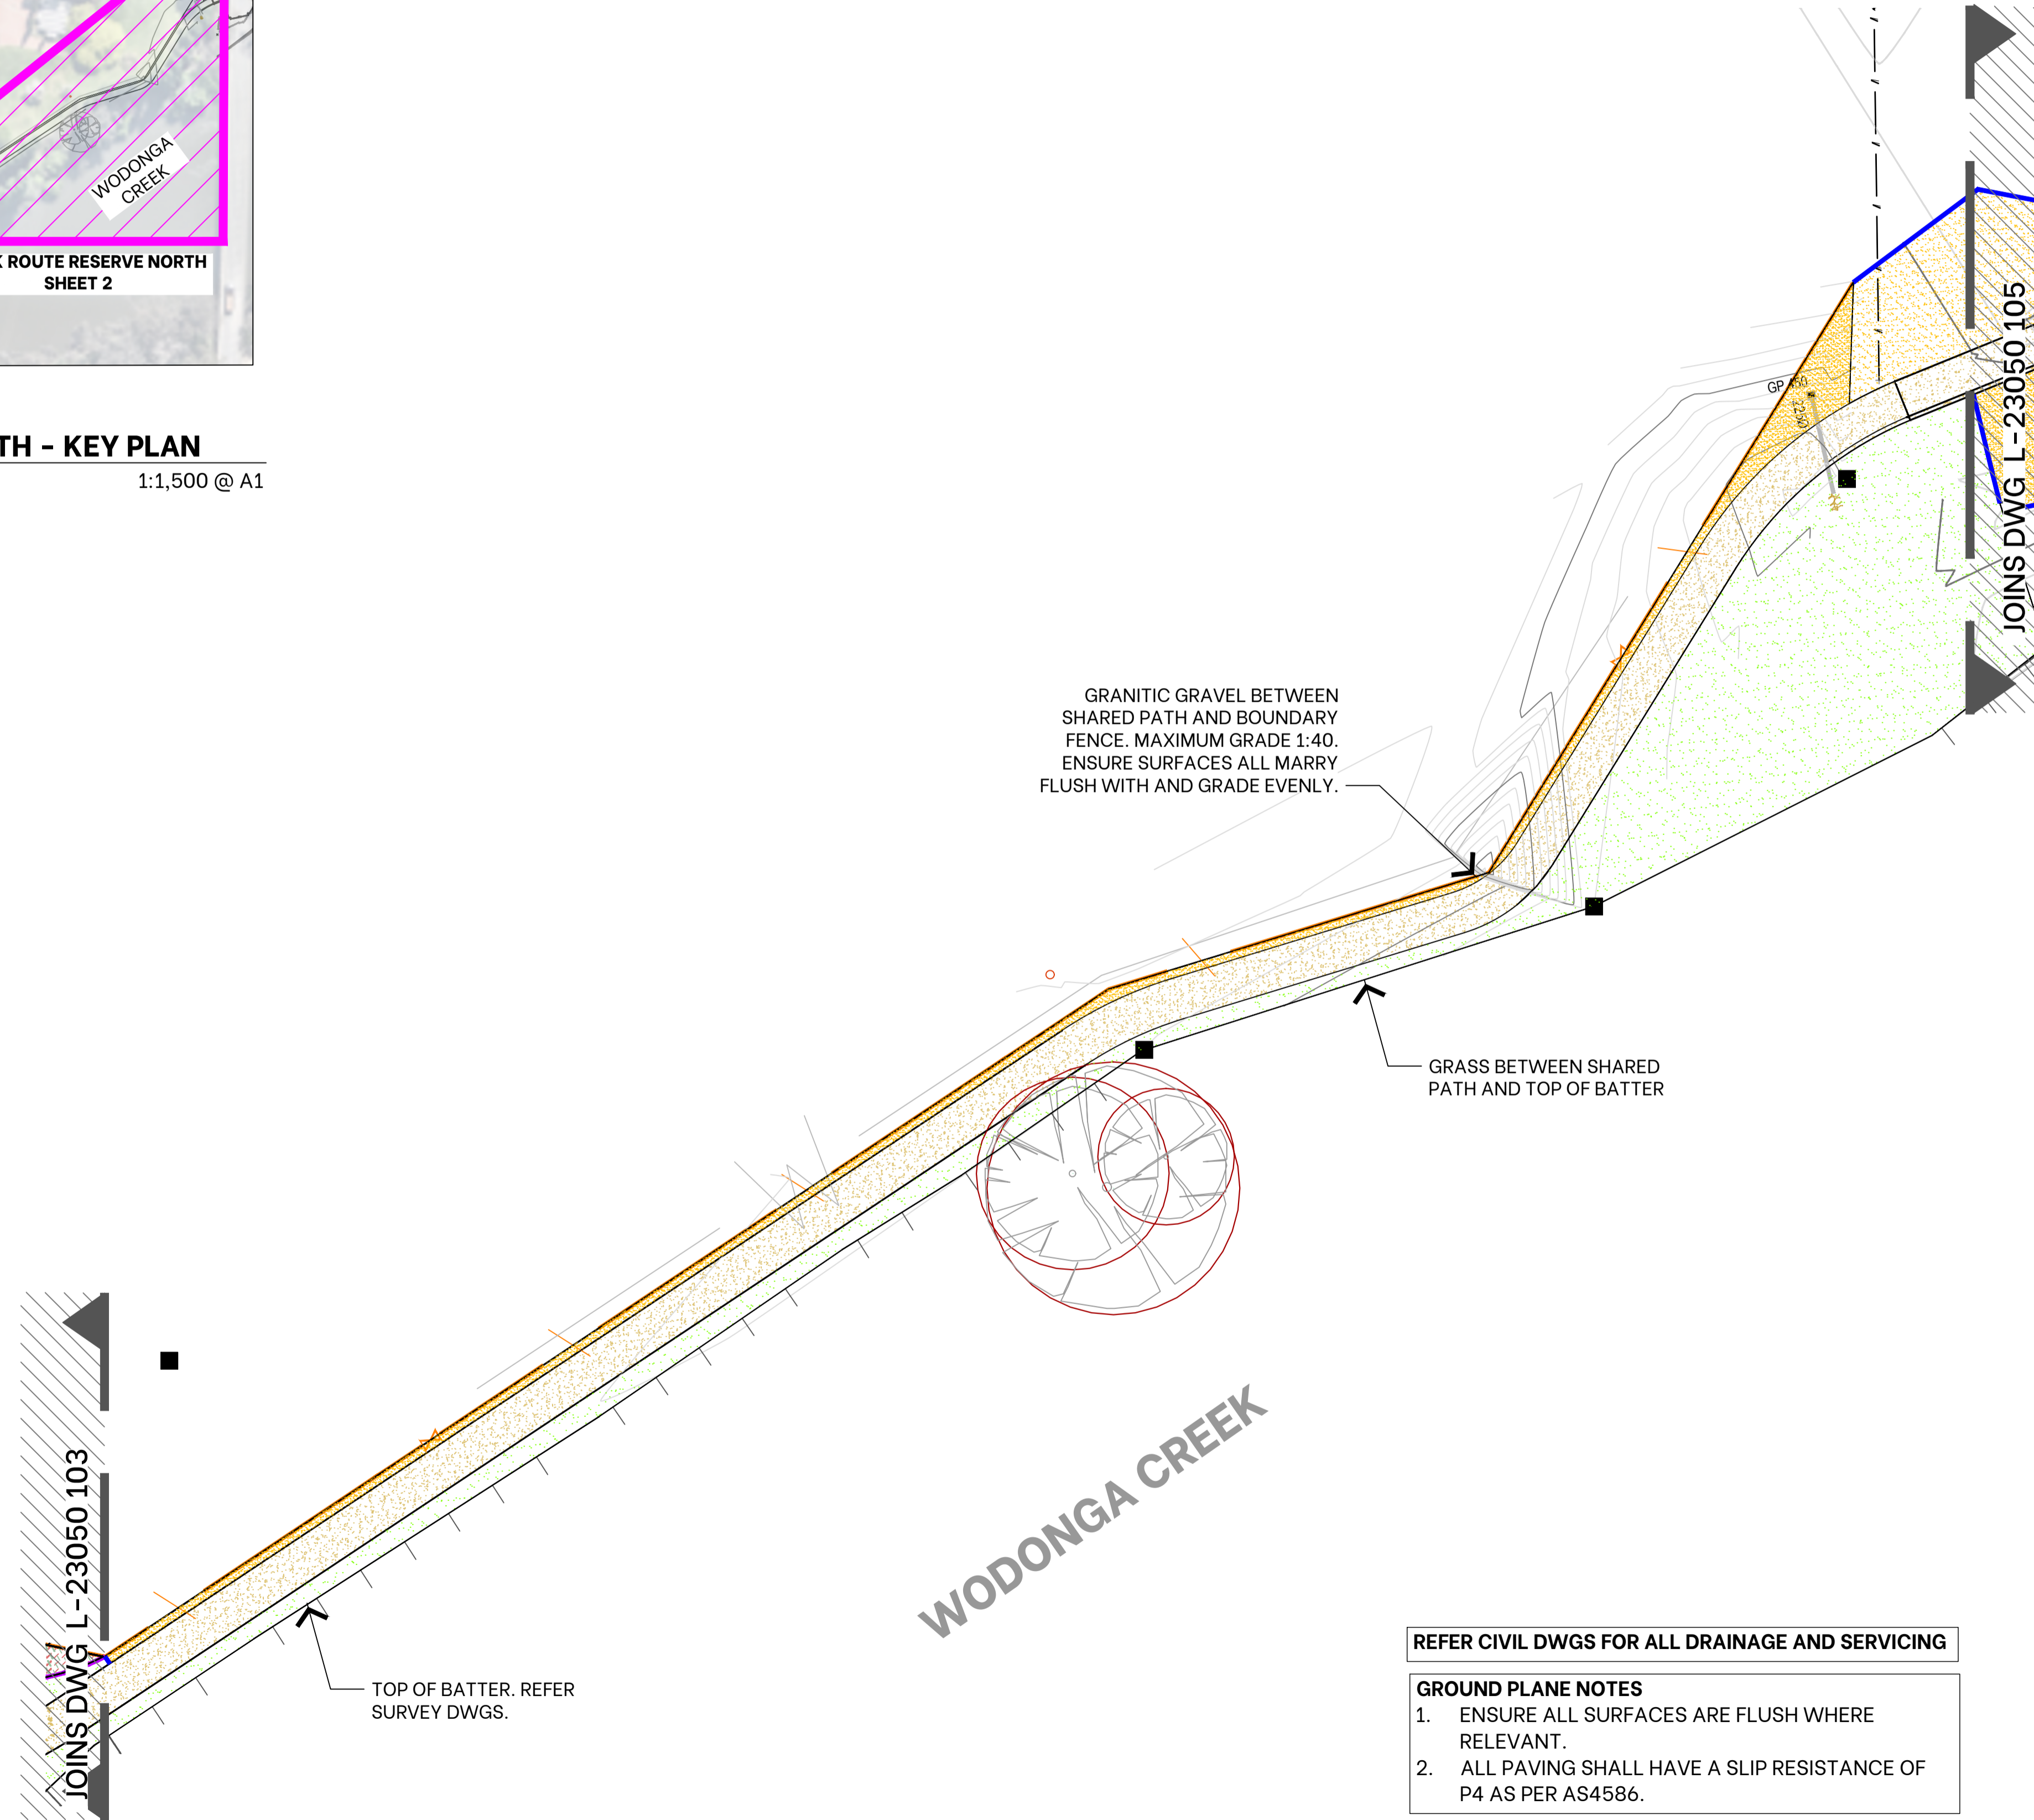 WODONGA
CREEK
K ROUTE RESERVE NORTH
SHEET 2
TH - KEY PLAN
1:1,500 @ A1
JOINS DWG L-23050 105
GP 450
2250
GRANITIC GRAVEL BETWEEN
SHARED PATH AND BOUNDARY
FENCE. MAXIMUM GRADE 1:40.
ENSURE SURFACES ALL MARRY
FLUSH WITH AND GRADE EVENLY.
GRASS BETWEEN SHARED
PATH AND TOP OF BATTER
WODONGA CREEK
JOINS DWG L-23050 103
TOP OF BATTER. REFER
SURVEY DWGS.
REFER CIVIL DWGS FOR ALL DRAINAGE AND SERVICING
GROUND PLANE NOTES
1. ENSURE ALL SURFACES ARE FLUSH WHERE
RELEVANT.
2. ALL PAVING SHALL HAVE A SLIP RESISTANCE OF
P4 AS PER AS4586.